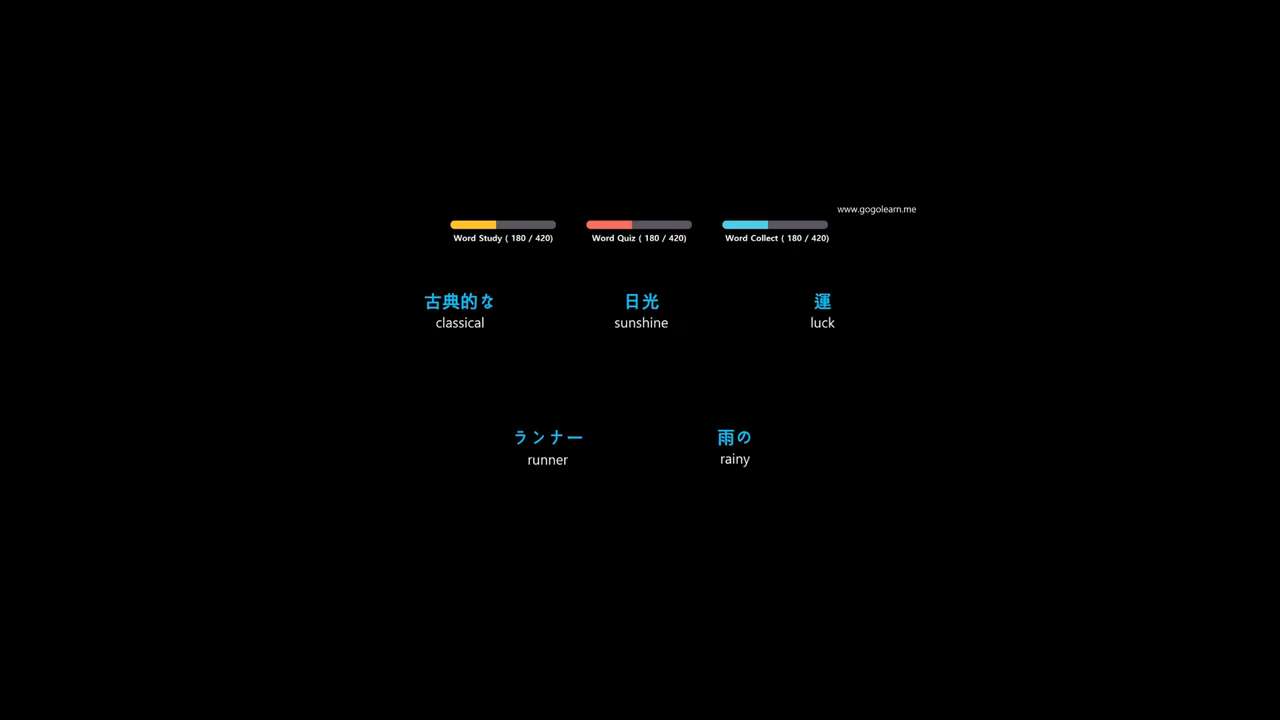 www.gogolearn.me
Word Study ( 180 / 420)
Word Quiz ( 180 / 420)
Word Collect ( 180 / 420)
古典的な
classical
日光
sunshine
運
luck
ランナー
runner
雨の
rainy